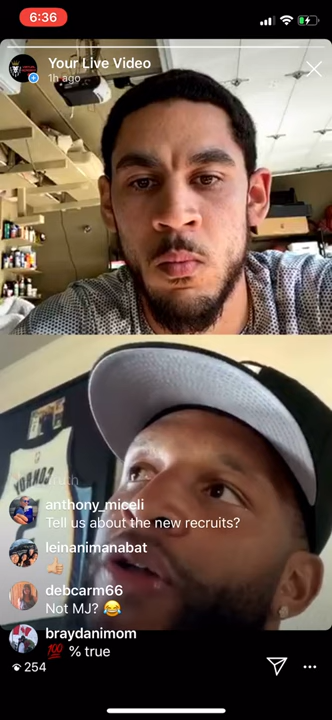 6:36
Your Live Video
1h ago
anthony_miceli
Tell us about the new recruits?
leinanimanabat
👍🏼
debcarm66
Not MJ? 😂
braydanimom
💯 % true
254